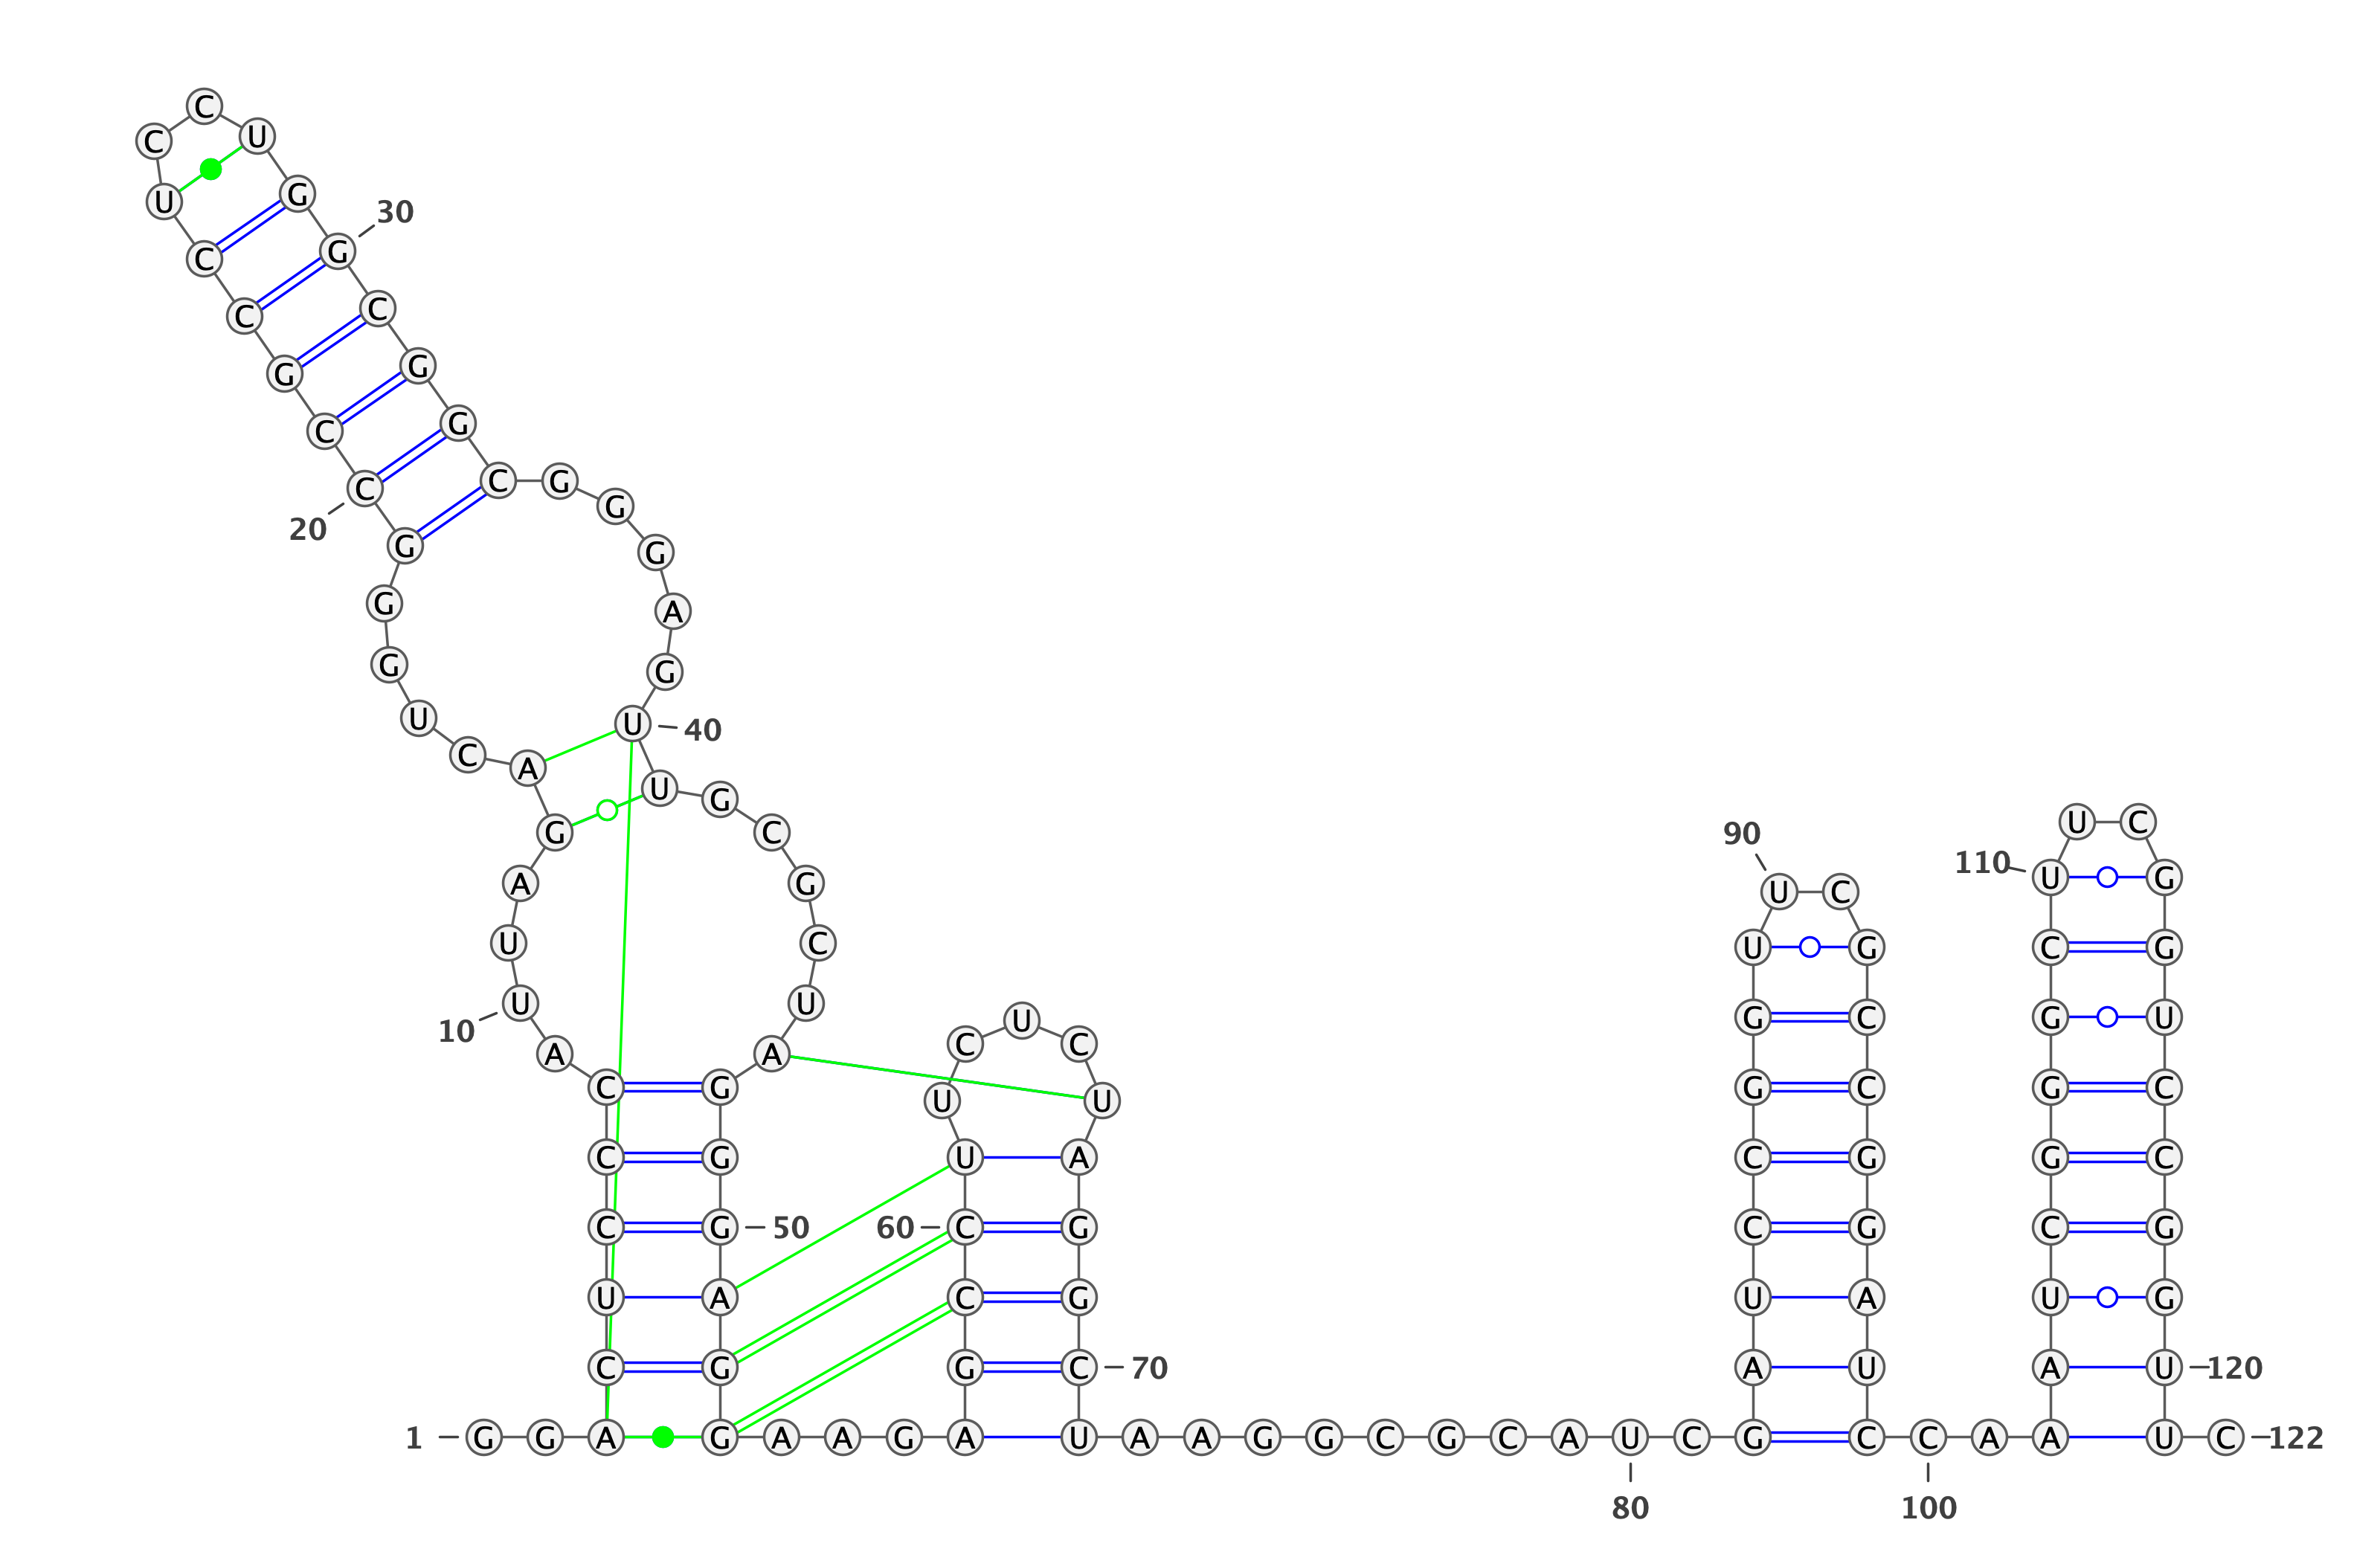 C
C U
U G
30
C G
C C
G G
C G
C C G
G
20
G G
G A
G G
U U 40
C A
U G
U C
90
G C
110
A G U G
U C
U C U G C G
U U
G C G U
U
10
C C
A A
C G G C G C
U U
C G U A C G G C
C G 50 60 C G C G C G
U A C G U A U G
C G G C 70 A U A U 120
1 G G A G A A G A U A A G G C G C A U C G C C A A U C 122
80 100